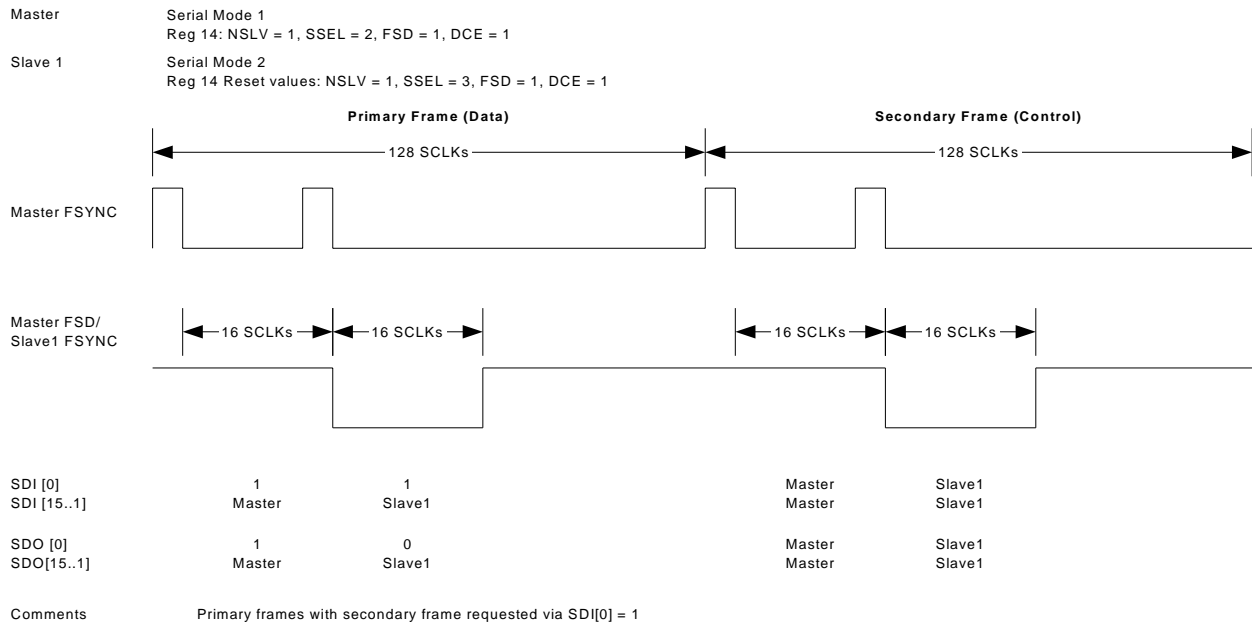 Master Serial Mode 1
Reg 14: NSLV = 1, SSEL = 2, FSD = 1, DCE = 1
Slave 1 Serial Mode 2
Reg 14 Reset values: NSLV = 1, SSEL = 3, FSD = 1, DCE = 1
Primary Frame (Data) Secondary Frame (Control)
128 SCLKs 128 SCLKs
Master FSYNC
Master FSD/
Slave1 FSYNC
16 SCLKs 16 SCLKs 16 SCLKs 16 SCLKs
SDI [0] 1 1 Master Slave1
SDI [15..1] Master Slave1 Master Slave1
SDO [0] 1 0 Master Slave1
SDO[15..1] Master Slave1 Master Slave1
Comments Primary frames with secondary frame requested via SDI[0] = 1